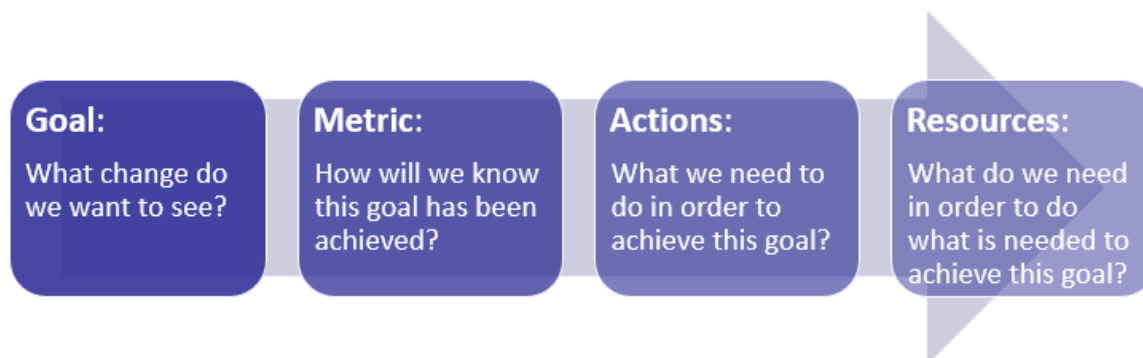 Goal:
What change do
we want to see?
Metric:
How will we know
this goal has been
achieved?
Actions:
What we need to
do in order to
achieve this goal?
Resources:
What do we need
in order to do
what is needed to
achieve this goal?